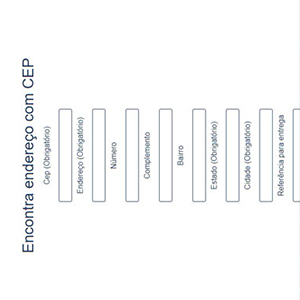 Encontra endereço com CEP
Cep (Obrigatório)
Endereço (Obrigatório)
Número
Complemento
Bairro
Estado (Obrigatório)
Cidade (Obrigatório)
Referência para entrega